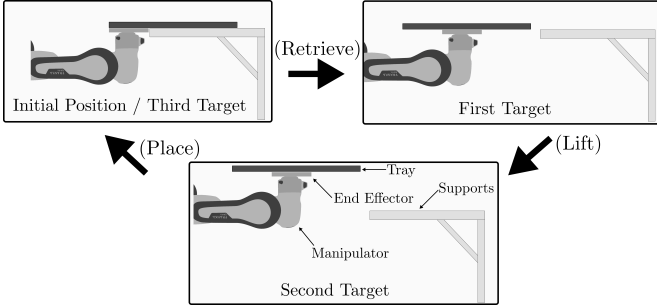 (Retrieve)
Initial Position / Third Target
First Target
(Place)
(Lift)
Tray
End Effector
Supports
Manipulator
Second Target